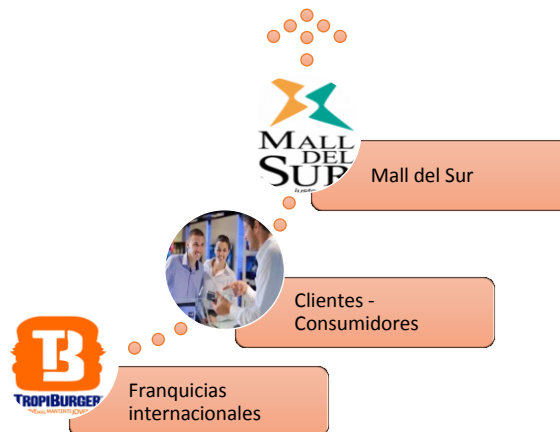 MALL
DEL
SUR
Mall del Sur
Clientes -
Consumidores
TROPIBURGER
Franquicias
internacionales